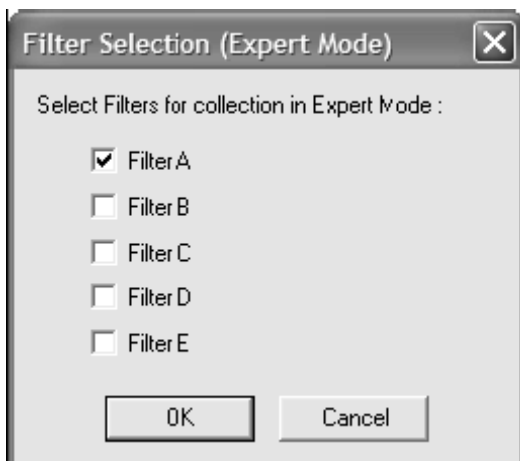 Filter Selection (Expert Mode)
Select Filters for collection in Expert Mode :
Filter A
Filter B
Filter C
Filter D
Filter E
OK Cancel